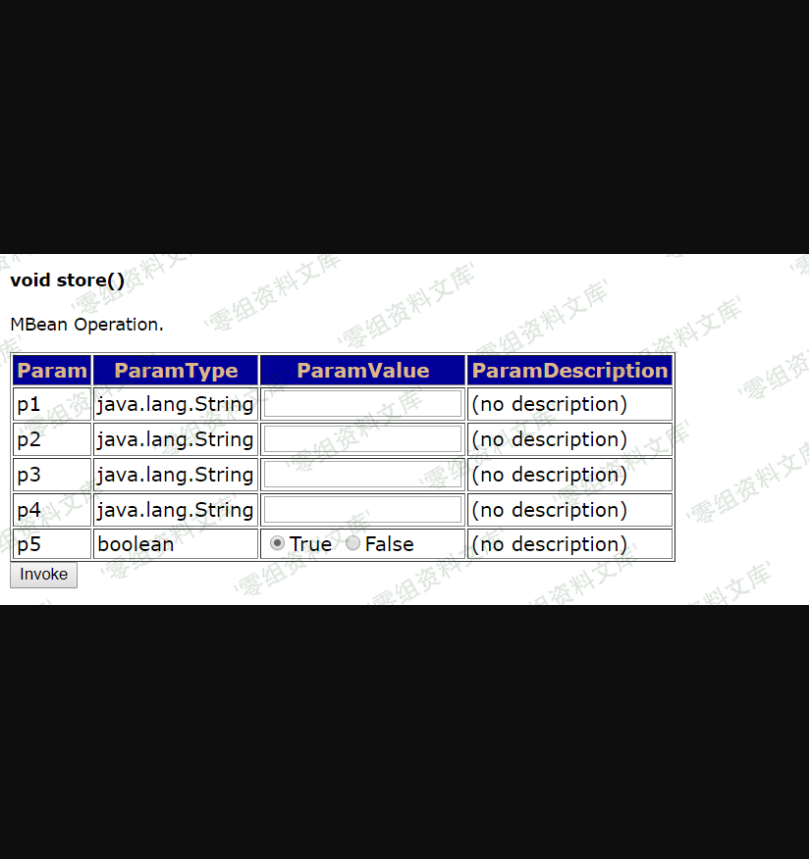 void store()
MBean Operation.
Param ParamType ParamValue ParamDescription
p1 java.lang.String (no description)
p2 java.lang.String (no description)
p3 java.lang.String (no description)
p4 java.lang.String (no description)
p5 boolean True False (no description)
Invoke
'零组资料文库'